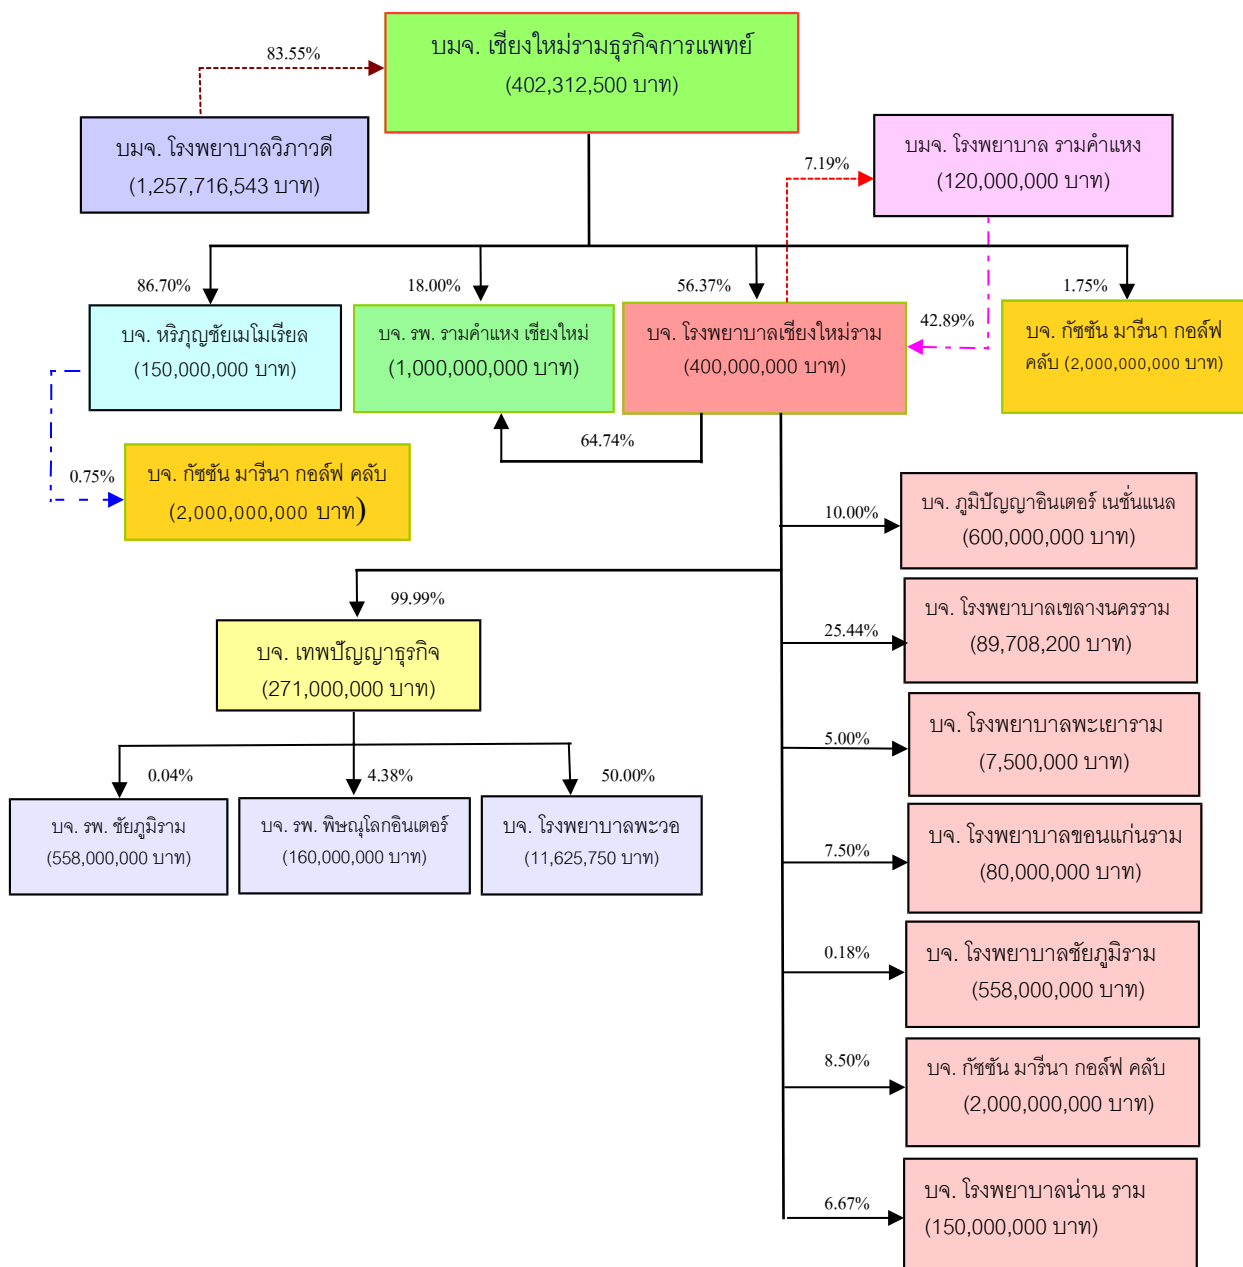 บมจ. เชียงใหม่รามธุรกิจการแพทย์
(402,312,500 บาท)
83.55%
บมจ. โรงพยาบาลวิภาวดี
(1,257,716,543 บาท)
บมจ. โรงพยาบาล รามคำแหง
(120,000,000 บาท)
7.19%
86.70%
18.00%
56.37%
1.75%
42.89%
บจ. หริภุญชัยเมโมเรียล
(150,000,000 บาท)
บจ. รพ. รามคำแหง เชียงใหม่
(1,000,000,000 บาท)
บจ. โรงพยาบาลเชียงใหม่ราม
(400,000,000 บาท)
บจ. กัซซัน มารีนา กอล์ฟ
คลับ (2,000,000,000 บาท)
64.74%
0.75%
บจ. กัซซัน มารีนา กอล์ฟ คลับ
(2,000,000,000 บาท)
10.00%
บจ. ภูมิปัญญาอินเตอร์ เนชั่นแนล
(600,000,000 บาท)
99.99%
บจ. เทพปัญญาธุรกิจ
(271,000,000 บาท)
25.44%
บจ. โรงพยาบาลเขลางนครราม
(89,708,200 บาท)
5.00%
บจ. โรงพยาบาลพะเยาราม
(7,500,000 บาท)
0.04%
4.38%
50.00%
บจ. รพ. ชัยภูมิราม
(558,000,000 บาท)
บจ. รพ. พิษณุโลกอินเตอร์
(160,000,000 บาท)
บจ. โรงพยาบาลพะวอ
(11,625,750 บาท)
7.50%
บจ. โรงพยาบาลขอนแก่นราม
(80,000,000 บาท)
0.18%
บจ. โรงพยาบาลชัยภูมิราม
(558,000,000 บาท)
8.50%
บจ. กัซซัน มารีนา กอล์ฟ คลับ
(2,000,000,000 บาท)
6.67%
บจ. โรงพยาบาลน่าน ราม
(150,000,000 บาท)